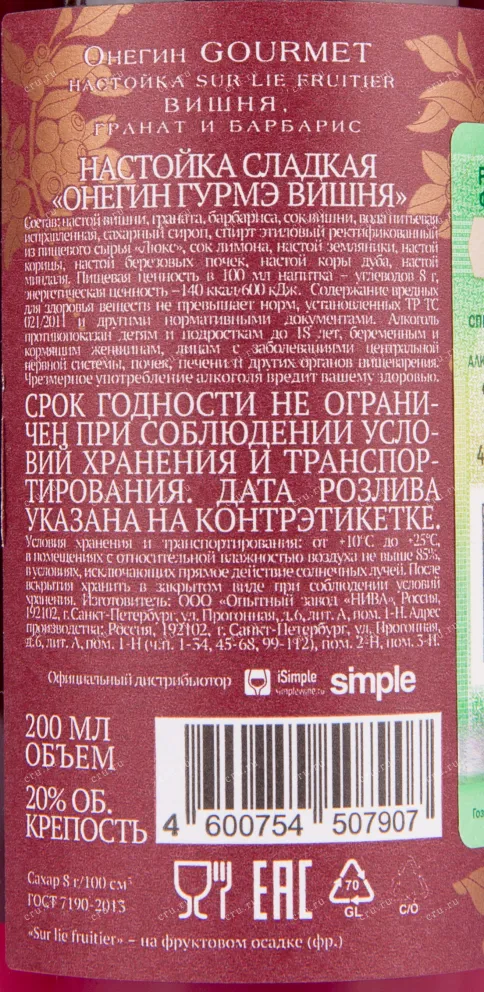 Онегин GOURMET
НАСТОЙКА SUR LIE FRUITIER
ВИШНЯ,
ГРАНАТ И БАРБАРИС
НАСТОЙКА СЛАДКАЯ
«ОНЕГИН ГУРМЭ ВИШНЯ»
Состав: настой вишни, граната, барбариса, сок вишни, вода питьевая
исправленная, сахарный сироп, спирт этиловый ректификованный
из пищевого сырья «Люкс», сок лимона, настой земляники, настой
корицы, настой березовых почек, настой коры дуба, настой
миндаля. Пищевая ценность в 100 мл напитка – углеводов 8 г,
энергетическая ценность –140 ккал/600 кДж. Содержание вредных
для здоровья веществ не превышает норм, установленных ТР ТС
021/2011 и другими нормативными документами. Алкоголь
противопоказан детям и подросткам до 18 лет, беременным и
кормящим женщинам, лицам с заболеваниями центральной
нервной системы, почек, печени и других органов пищеварения.
Чрезмерное употребление алкоголя вредит вашему здоровью.
СРОК ГОДНОСТИ НЕ ОГРАНИ-
ЧЕН ПРИ СОБЛЮДЕНИИ УСЛО-
ВИЙ ХРАНЕНИЯ И ТРАНСПОР-
ТИРОВАНИЯ. ДАТА РОЗЛИВА
УКАЗАНА НА КОНТРЭТИКЕТКЕ.
Условия хранения и транспортирования: от +10°С до +25°С,
в помещениях с относительной влажностью воздуха не выше 85%,
в условиях, исключающих прямое действие солнечных лучей. После
вскрытия хранить в закрытом виде при соблюдении условий
хранения. Изготовитель: ООО «Опытный завод «НИВА», Россия,
192102, г. Санкт-Петербург, ул. Прогонная, д.6, лит. А, пом. 1-Н. Адрес
производства: Россия, 192102, г. Санкт-Петербург, ул. Прогонная,
д.6, лит. А, пом. 1-Н (ч.п. 1-34, 45-68, 99-112), пом. 2-Н, пом. 3-Н.
Официальный дистрибьютор iSimple simplewine.ru simple
200 МЛ
ОБЪЕМ
20% ОБ.
КРЕПОСТЬ
4 600754 507907
Сахар 8 г/100 см³
ГОСТ 7190-2013
EAC
70
GL
С/О
«Sur lie fruitier» – на фруктовом осадке (фр.)